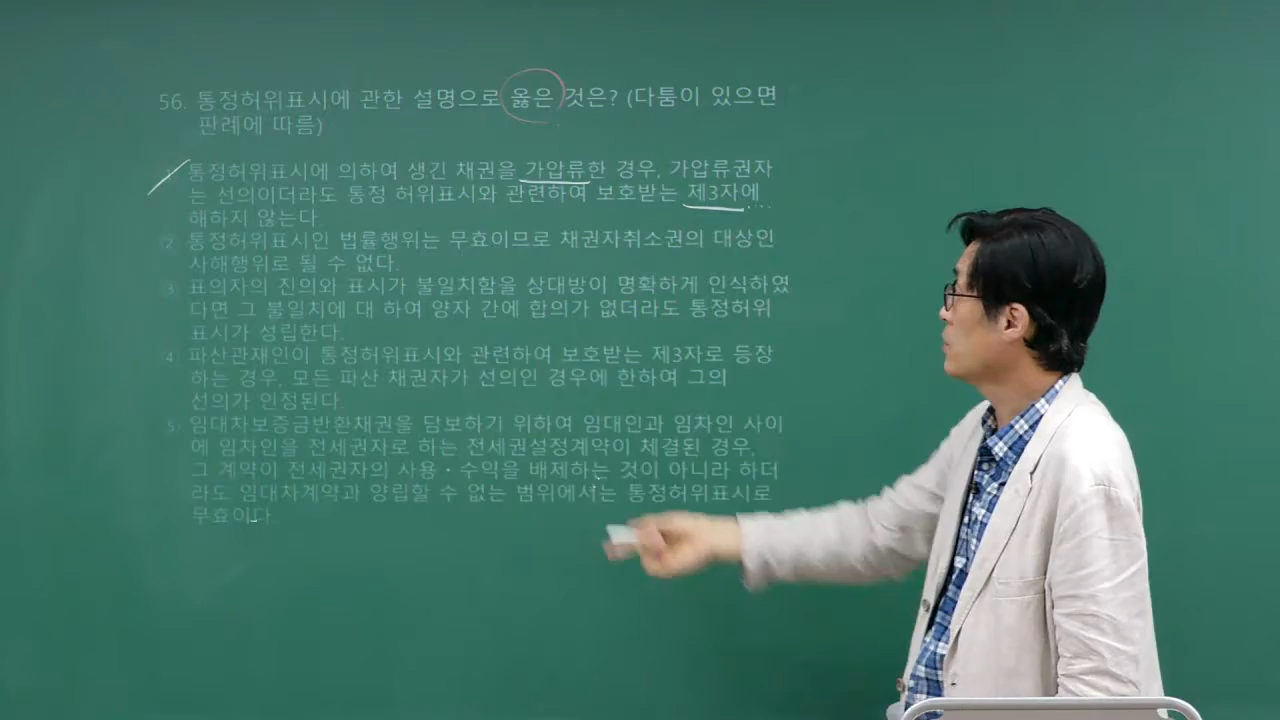 56. 통정허위표시에 관한 설명으로 옳은 것은? (다툼이 있으면
판례에 따름)
통정허위표시에 의하여 생긴 채권을 가압류한 경우, 가압류권자
는 선의이더라도 통정 허위표시와 관련하여 보호받는 제3자에
해하지 않는다.
② 통정허위표시인 법률행위는 무효이므로 채권자취소권의 대상인
사해행위로 될 수 없다.
③ 표의자의 진의와 표시가 불일치함을 상대방이 명확하게 인식하였
다면 그 불일치에 대 하여 양자 간에 합의가 없더라도 통정허위
표시가 성립한다.
④ 파산관재인이 통정허위표시와 관련하여 보호받는 제3자로 등장
하는 경우, 모든 파산 채권자가 선의인 경우에 한하여 그의
선의가 인정된다.
⑤ 임대차보증금반환채권을 담보하기 위하여 임대인과 임차인 사이
에 임차인을 전세권자로 하는 전세권설정계약이 체결된 경우,
그 계약이 전세권자의 사용・수익을 배제하는 것이 아니라 하더
라도 임대차계약과 양립할 수 없는 범위에서는 통정허위표시로
무효이다.